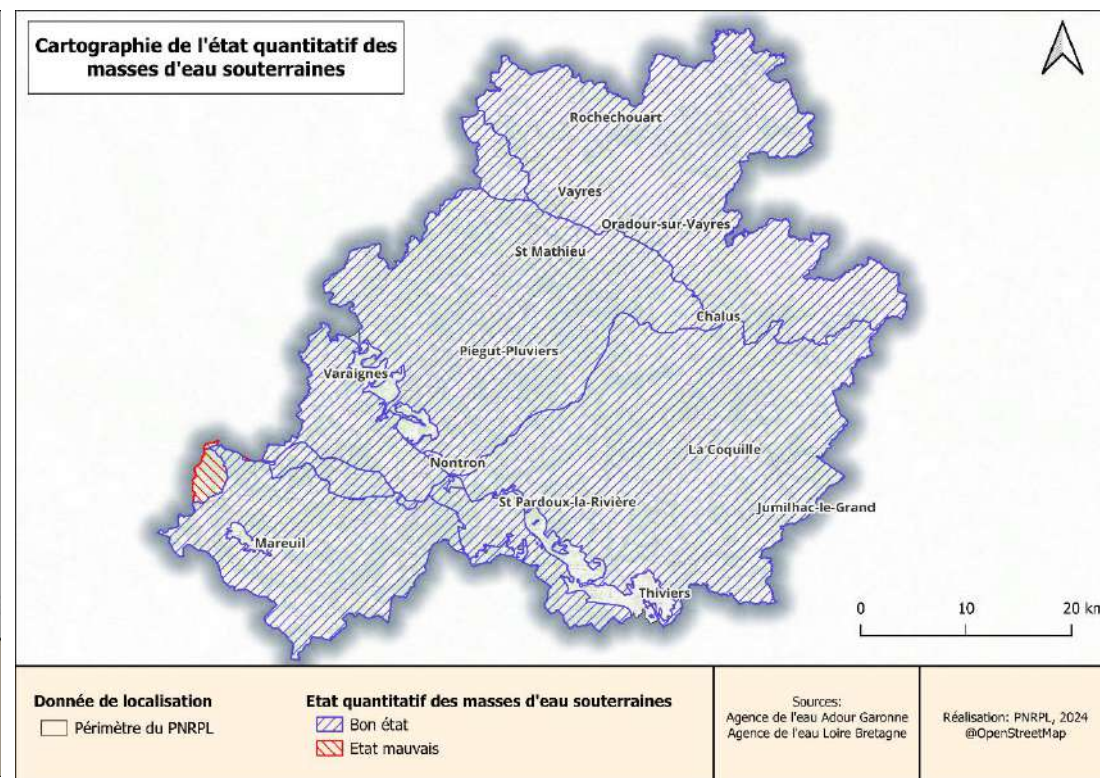 Cartographie de l'état quantitatif des
masses d'eau souterraines
Rochechouart
Vayres
Oradour-sur-Vayres
St Mathieu
Chalus
Piégut-Pluviers
Varaignes
La Coquille
Nontron
St Pardoux-la-Rivière
Jumilhac-le-Grand
Mareuil
Thiviers
0 10 20 km
Donnée de localisation
Périmètre du PNRPL
Etat quantitatif des masses d'eau souterraines
Bon état
Etat mauvais
Sources:
Agence de l'eau Adour Garonne
Agence de l'eau Loire Bretagne
Réalisation: PNRPL, 2024
@OpenStreetMap